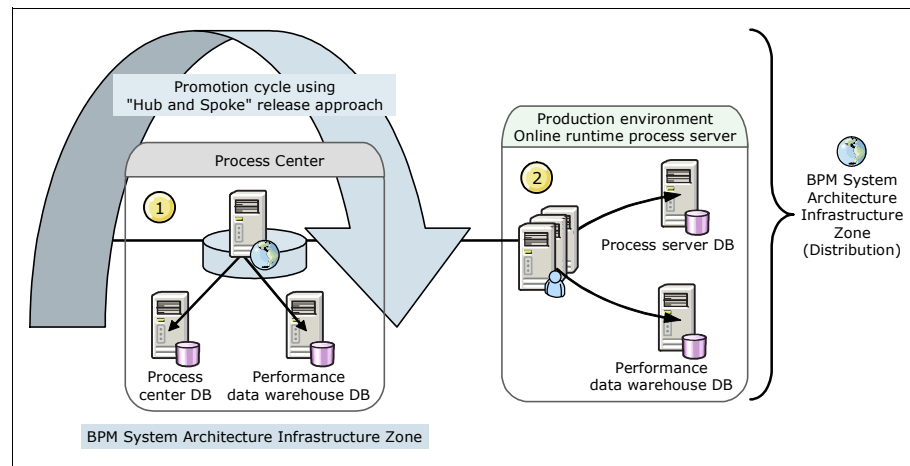 Promotion cycle using
"Hub and Spoke" release approach
Process Center
1
Process
center DB
Performance
data warehouse DB
BPM System Architecture Infrastructure Zone
Production environment
Online runtime process server
2
Process server DB
Performance
data warehouse DB
BPM System
Architecture
Infrastructure
Zone
(Distribution)